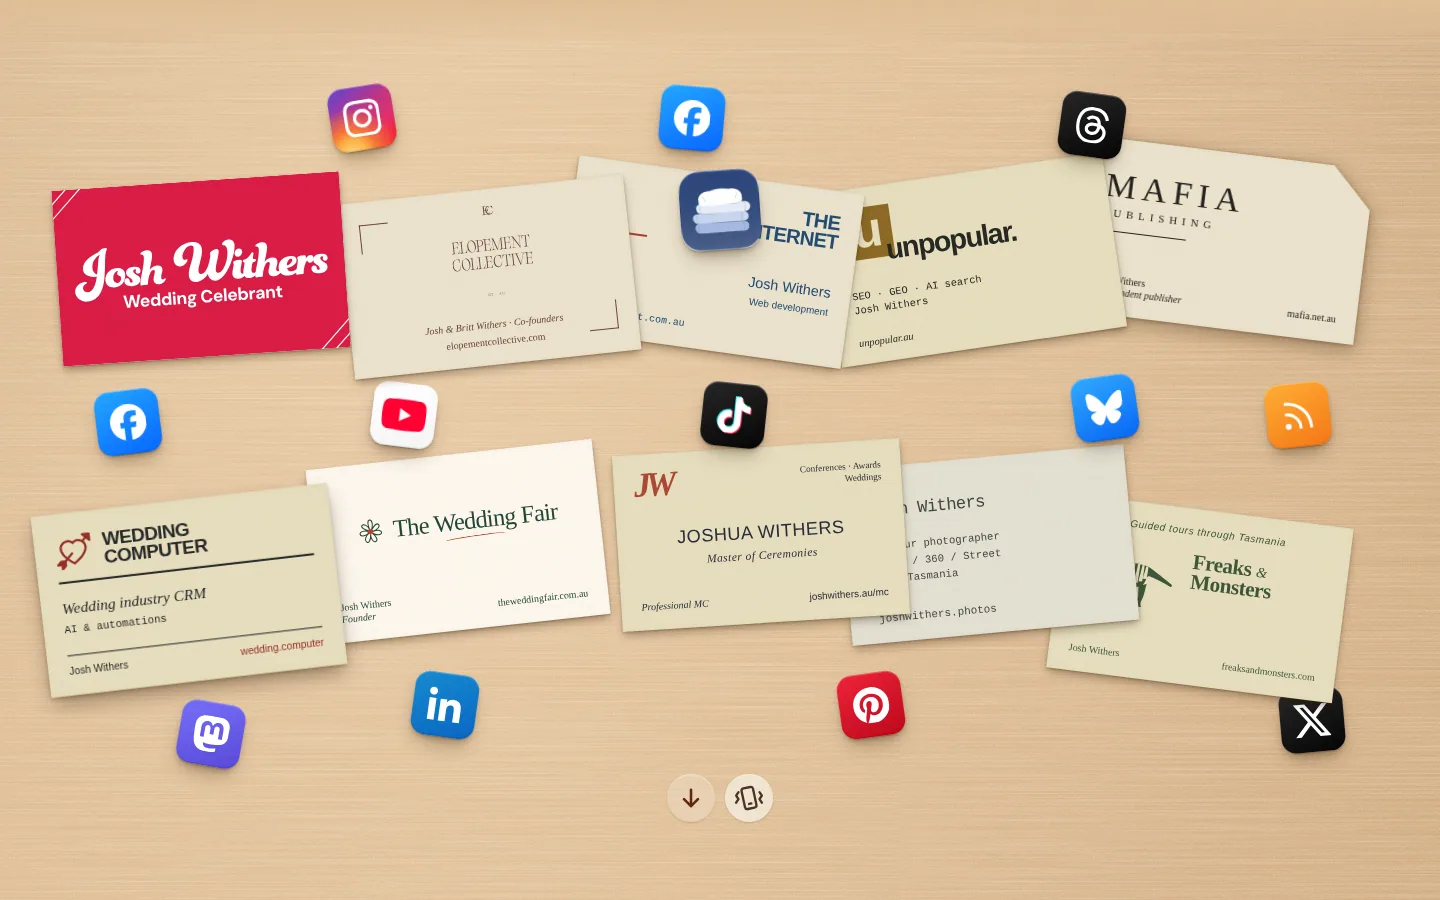 Josh Withers
Wedding Celebrant
EC
ELOPEMENT
COLLECTIVE
Josh & Britt Withers · Co-founders
elopementcollective.com
THE
TERNET
Josh Withers
Web development
t.com.au
u
unpopular.
SEO · GEO · AI search
Josh Withers
unpopular.au
MAFIA
UBLISHING
Withers
dent publisher
mafia.net.au
WEDDING
COMPUTER
Wedding industry CRM
AI & automations
Josh Withers
wedding.computer
The Wedding Fair
Josh Withers
Founder
theweddingfair.com.au
JW
Conferences · Awards
Weddings
JOSHUA WITHERS
Master of Ceremonies
Professional MC
joshwithers.au/mc
Withers
ur photographer
/ 360 / Street
Tasmania
joshwithers.photos
Guided tours through Tasmania
Freaks &
Monsters
Josh Withers
freaksandmonsters.com
in